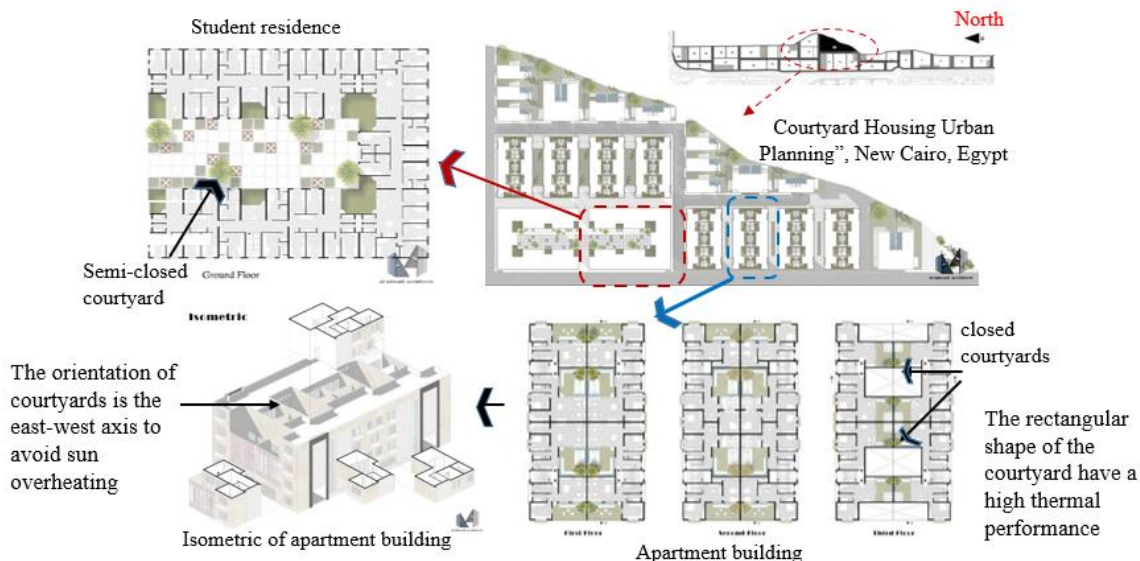 Student residence
North
Courtyard Housing Urban
Planning”, New Cairo, Egypt
Semi-closed
courtyard
Ground Floor
Isometric
The orientation of
courtyards is the
east-west axis to
avoid sun
overheating
Isometric of apartment building
First Floor
Second Floor
Third Floor
Apartment building
closed
courtyards
The rectangular
shape of the
courtyard have a
high thermal
performance